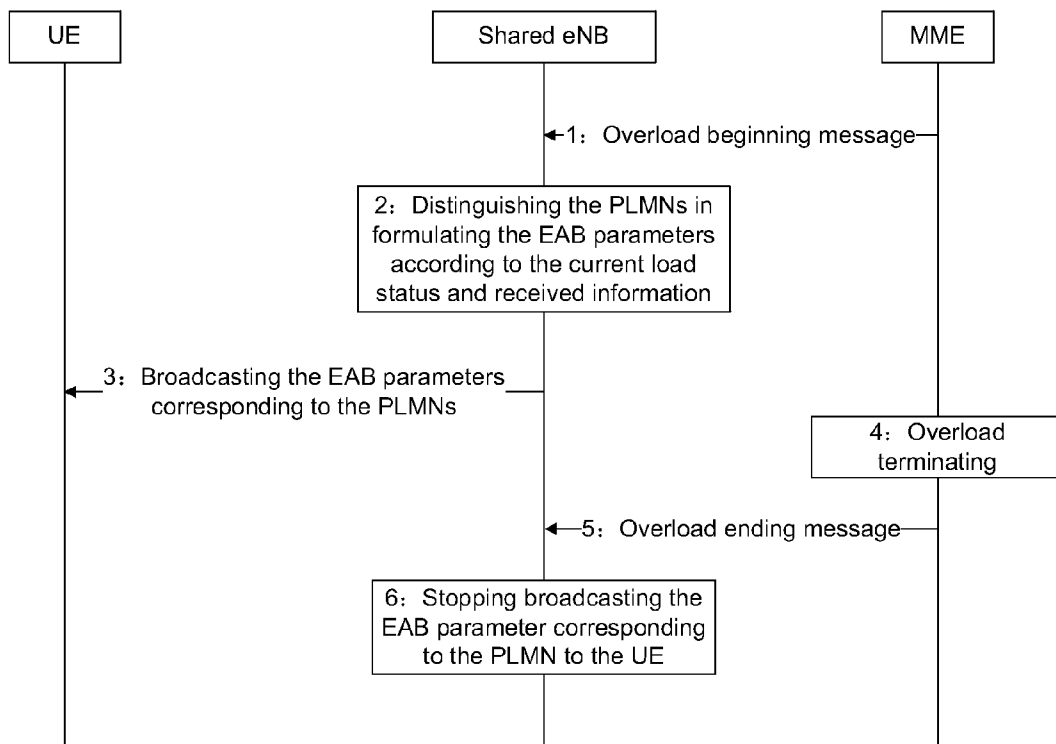 UE
Shared eNB
MME
1：Overload beginning message
2：Distinguishing the PLMNs in
formulating the EAB parameters
according to the current load
status and received information
3：Broadcasting the EAB parameters
corresponding to the PLMNs
4：Overload
terminating
5：Overload ending message
6：Stopping broadcasting the
EAB parameter corresponding
to the PLMN to the UE